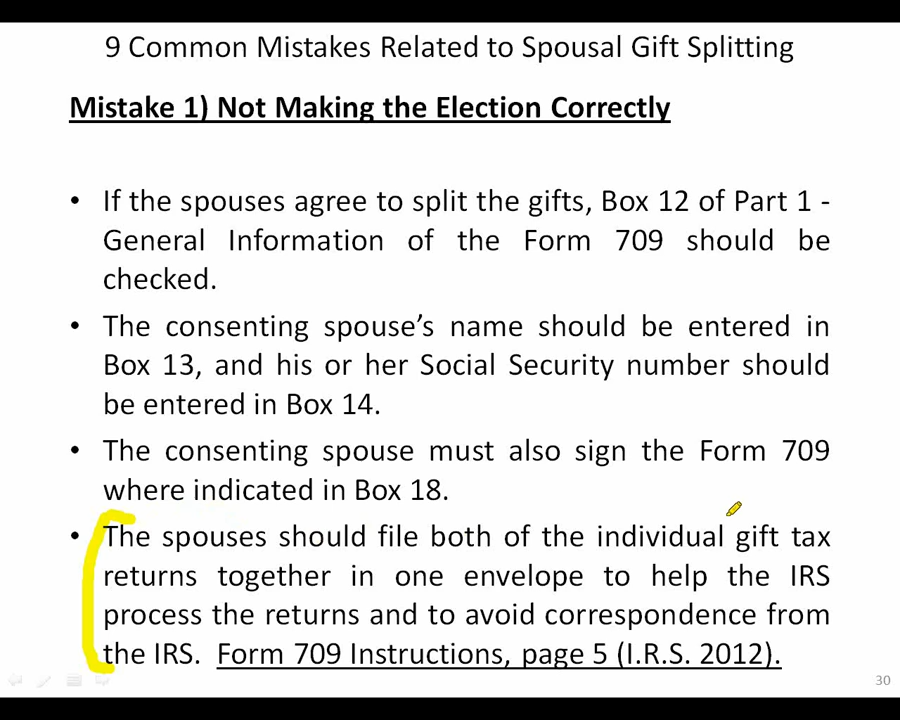 9 Common Mistakes Related to Spousal Gift Splitting
Mistake 1) Not Making the Election Correctly
• If the spouses agree to split the gifts, Box 12 of Part 1 -
General Information of the Form 709 should be
checked.
• The consenting spouse’s name should be entered in
Box 13, and his or her Social Security number should
be entered in Box 14.
• The consenting spouse must also sign the Form 709
where indicated in Box 18.
• The spouses should file both of the individual gift tax
returns together in one envelope to help the IRS
process the returns and to avoid correspondence from
the IRS. Form 709 Instructions, page 5 (I.R.S. 2012).
30